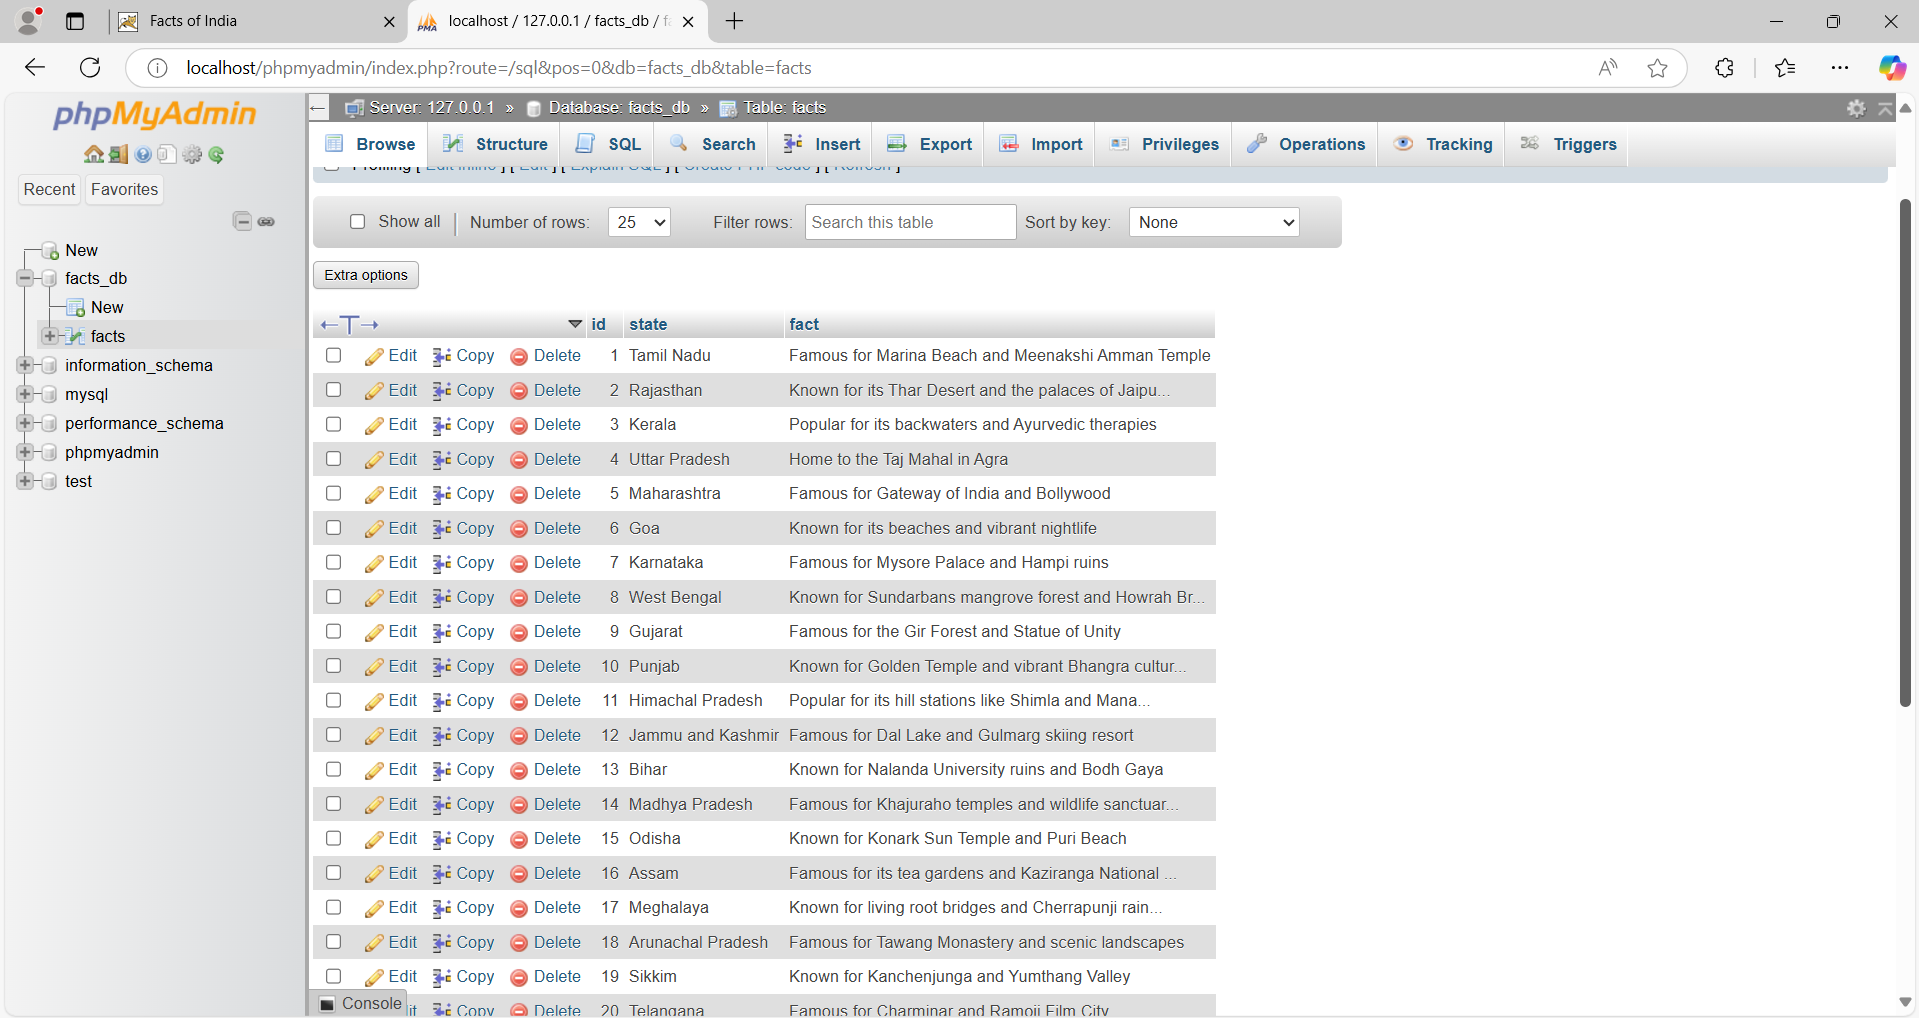 Facts of India
localhost / 127.0.0.1 / facts_db / f
localhost/phpmyadmin/index.php?route=/sql&pos=0&db=facts_db&table=facts
phpMyAdmin
Recent
Favorites
New
facts_db
New
facts
information_schema
mysql
performance_schema
phpmyadmin
test
Server: 127.0.0.1 » Database: facts_db » Table: facts
Browse Structure SQL Search Insert Export Import Privileges Operations Tracking Triggers
Profiling [ Edit inline ] [ Edit ] [ Explain SQL ] [ Create PHP code ] [ Refresh ]
Show all Number of rows: 25 Filter rows: Search this table Sort by key: None
Extra options
←T→ id state fact
Edit Copy Delete 1 Tamil Nadu Famous for Marina Beach and Meenakshi Amman Temple
Edit Copy Delete 2 Rajasthan Known for its Thar Desert and the palaces of Jaipu...
Edit Copy Delete 3 Kerala Popular for its backwaters and Ayurvedic therapies
Edit Copy Delete 4 Uttar Pradesh Home to the Taj Mahal in Agra
Edit Copy Delete 5 Maharashtra Famous for Gateway of India and Bollywood
Edit Copy Delete 6 Goa Known for its beaches and vibrant nightlife
Edit Copy Delete 7 Karnataka Famous for Mysore Palace and Hampi ruins
Edit Copy Delete 8 West Bengal Known for Sundarbans mangrove forest and Howrah Br...
Edit Copy Delete 9 Gujarat Famous for the Gir Forest and Statue of Unity
Edit Copy Delete 10 Punjab Known for Golden Temple and vibrant Bhangra cultur...
Edit Copy Delete 11 Himachal Pradesh Popular for its hill stations like Shimla and Mana...
Edit Copy Delete 12 Jammu and Kashmir Famous for Dal Lake and Gulmarg skiing resort
Edit Copy Delete 13 Bihar Known for Nalanda University ruins and Bodh Gaya
Edit Copy Delete 14 Madhya Pradesh Famous for Khajuraho temples and wildlife sanctuar...
Edit Copy Delete 15 Odisha Known for Konark Sun Temple and Puri Beach
Edit Copy Delete 16 Assam Famous for its tea gardens and Kaziranga National ...
Edit Copy Delete 17 Meghalaya Known for living root bridges and Cherrapunji rain...
Edit Copy Delete 18 Arunachal Pradesh Famous for Tawang Monastery and scenic landscapes
Edit Copy Delete 19 Sikkim Known for Kanchenjunga and Yumthang Valley
Console
it Copy Delete 20 Telangana Famous for Charminar and Ramoji Film City